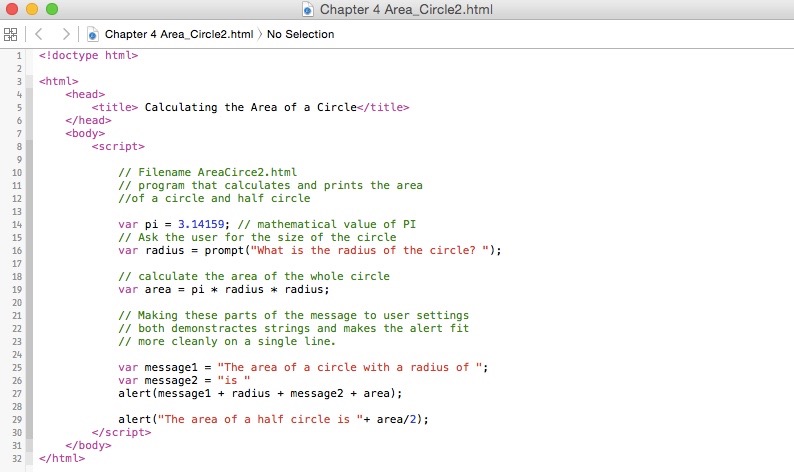 Chapter 4 Area_Circle2.html
Chapter 4 Area_Circle2.html 〉 No Selection
1 <!doctype html>
2
3 <html>
4 <head>
5 <title> Calculating the Area of a Circle</title>
6 </head>
7 <body>
8 <script>
9
10 // Filename AreaCirce2.html
11 // program that calculates and prints the area
12 //of a circle and half circle
13
14 var pi = 3.14159; // mathematical value of PI
15 // Ask the user for the size of the circle
16 var radius = prompt("What is the radius of the circle? ");
17
18 // calculate the area of the whole circle
19 var area = pi * radius * radius;
20
21 // Making these parts of the message to user settings
22 // both demonstractes strings and makes the alert fit
23 // more cleanly on a single line.
24
25 var message1 = "The area of a circle with a radius of ";
26 var message2 = "is "
27 alert(message1 + radius + message2 + area);
28
29 alert("The area of a half circle is "+ area/2);
30 </script>
31 </body>
32 </html>